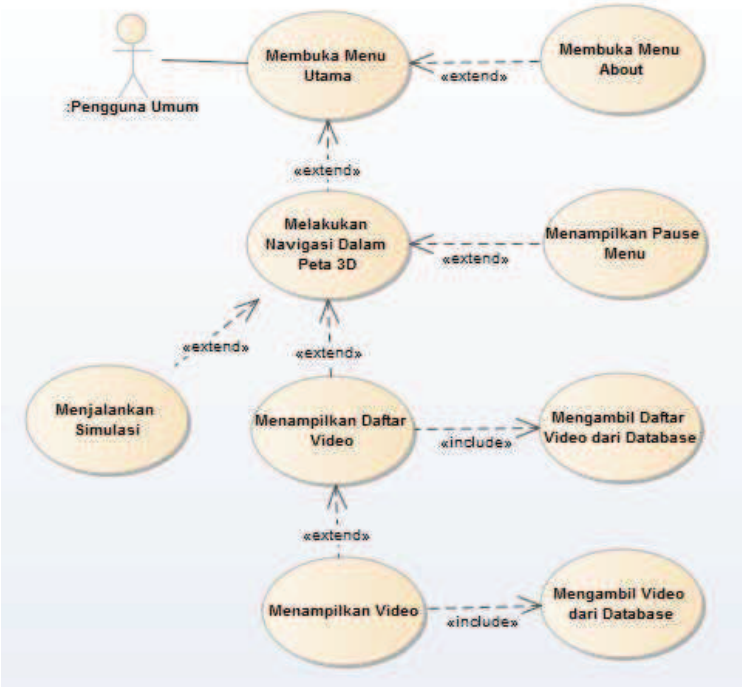 Membuka Menu
Utama
Membuka Menu
About
«extend»
:Pengguna Umum
«extend»
Melakukan
Navigasi Dalam
Peta 3D
Menampilkan Pause
Menu
«extend»
«extend»
«extend»
Menjalankan
Simulasi
Menampilkan Daftar
Video
Mengambil Daftar
Video dari Database
«include»
«extend»
Menampilkan Video
Mengambil Video
dari Database
«include»